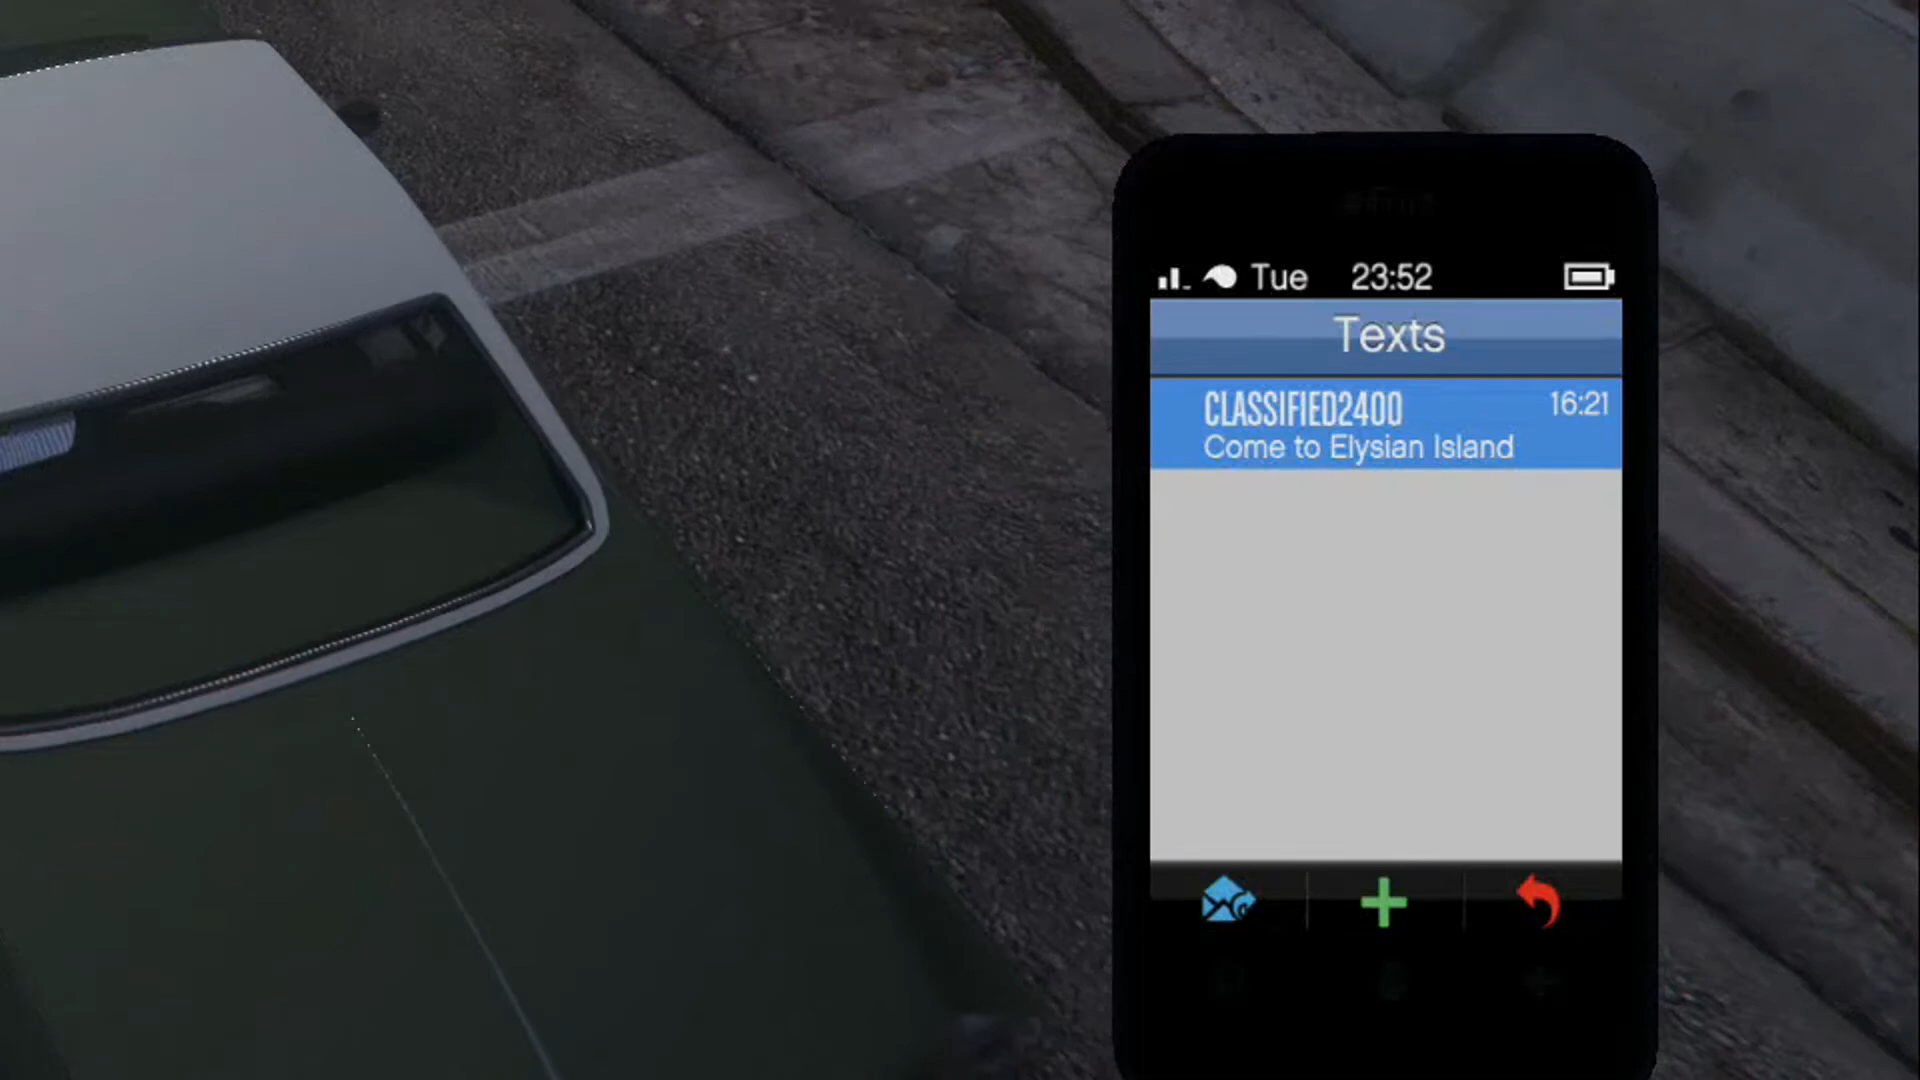 Tue 23:52
Texts
CLASSIFIED2400 16:21
Come to Elysian Island